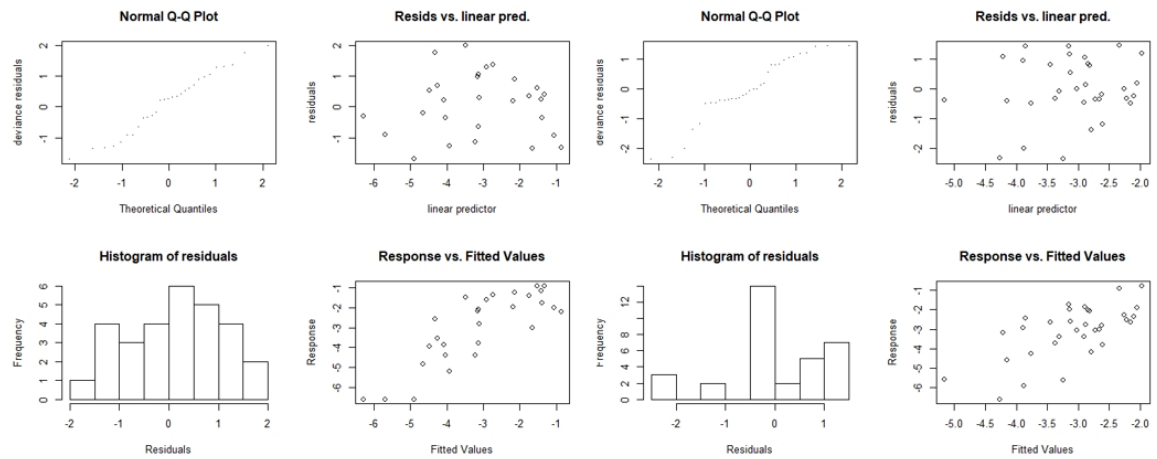 Normal Q-Q Plot
deviance residuals
-1 0 1 2
-2 -1 0 1 2
Theoretical Quantiles
Resids vs. linear pred.
residuals
-1 0 1 2
-6 -5 -4 -3 -2 -1
linear predictor
Normal Q-Q Plot
deviance residuals
-2 -1 0 1
-2 -1 0 1 2
Theoretical Quantiles
Resids vs. linear pred.
residuals
-2 -1 0 1
-5.0 -4.5 -4.0 -3.5 -3.0 -2.5 -2.0
linear predictor
Histogram of residuals
Frequency
0 1 2 3 4 5 6
-2 -1 0 1 2
Residuals
Response vs. Fitted Values
Response
-6 -5 -4 -3 -2 -1
-6 -5 -4 -3 -2 -1
Fitted Values
Histogram of residuals
Frequency
0 2 4 6 8 12
-2 -1 0 1
Residuals
Response vs. Fitted Values
Response
-6 -5 -4 -3 -2 -1
-5.0 -4.5 -4.0 -3.5 -3.0 -2.5 -2.0
Fitted Values